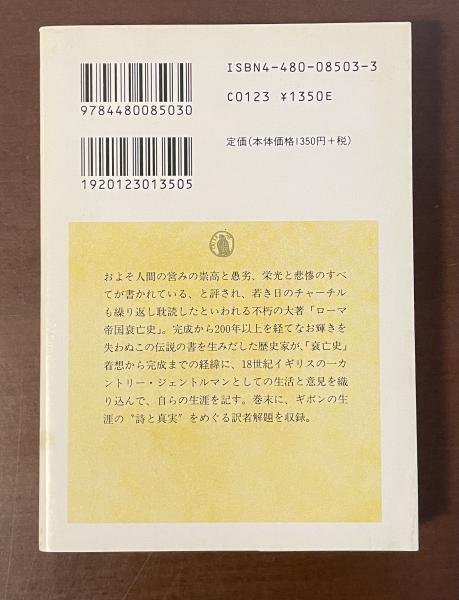 ISBN4-480-08503-3
9784480085030
C0123 ¥1350E
定価(本体価格1350円+税)
1920123013505
およそ人間の営みの崇高と愚劣、栄光と悲惨のすべ
てが書かれている、と評され、若き日のチャーチル
も繰り返し耽読したといわれる不朽の大著「ローマ
帝国衰亡史」。完成から200年以上を経てなお輝きを
失わぬこの伝説の書を生みだした歴史家が、「衰亡史」
着想から完成までの経緯に、18世紀イギリスの一カ
ントリー・ジェントルマンとしての生活と意見を織
り込んで、自らの生涯を記す。巻末に、ギボンの生
涯の〝詩と真実〟をめぐる訳者解題を収録。